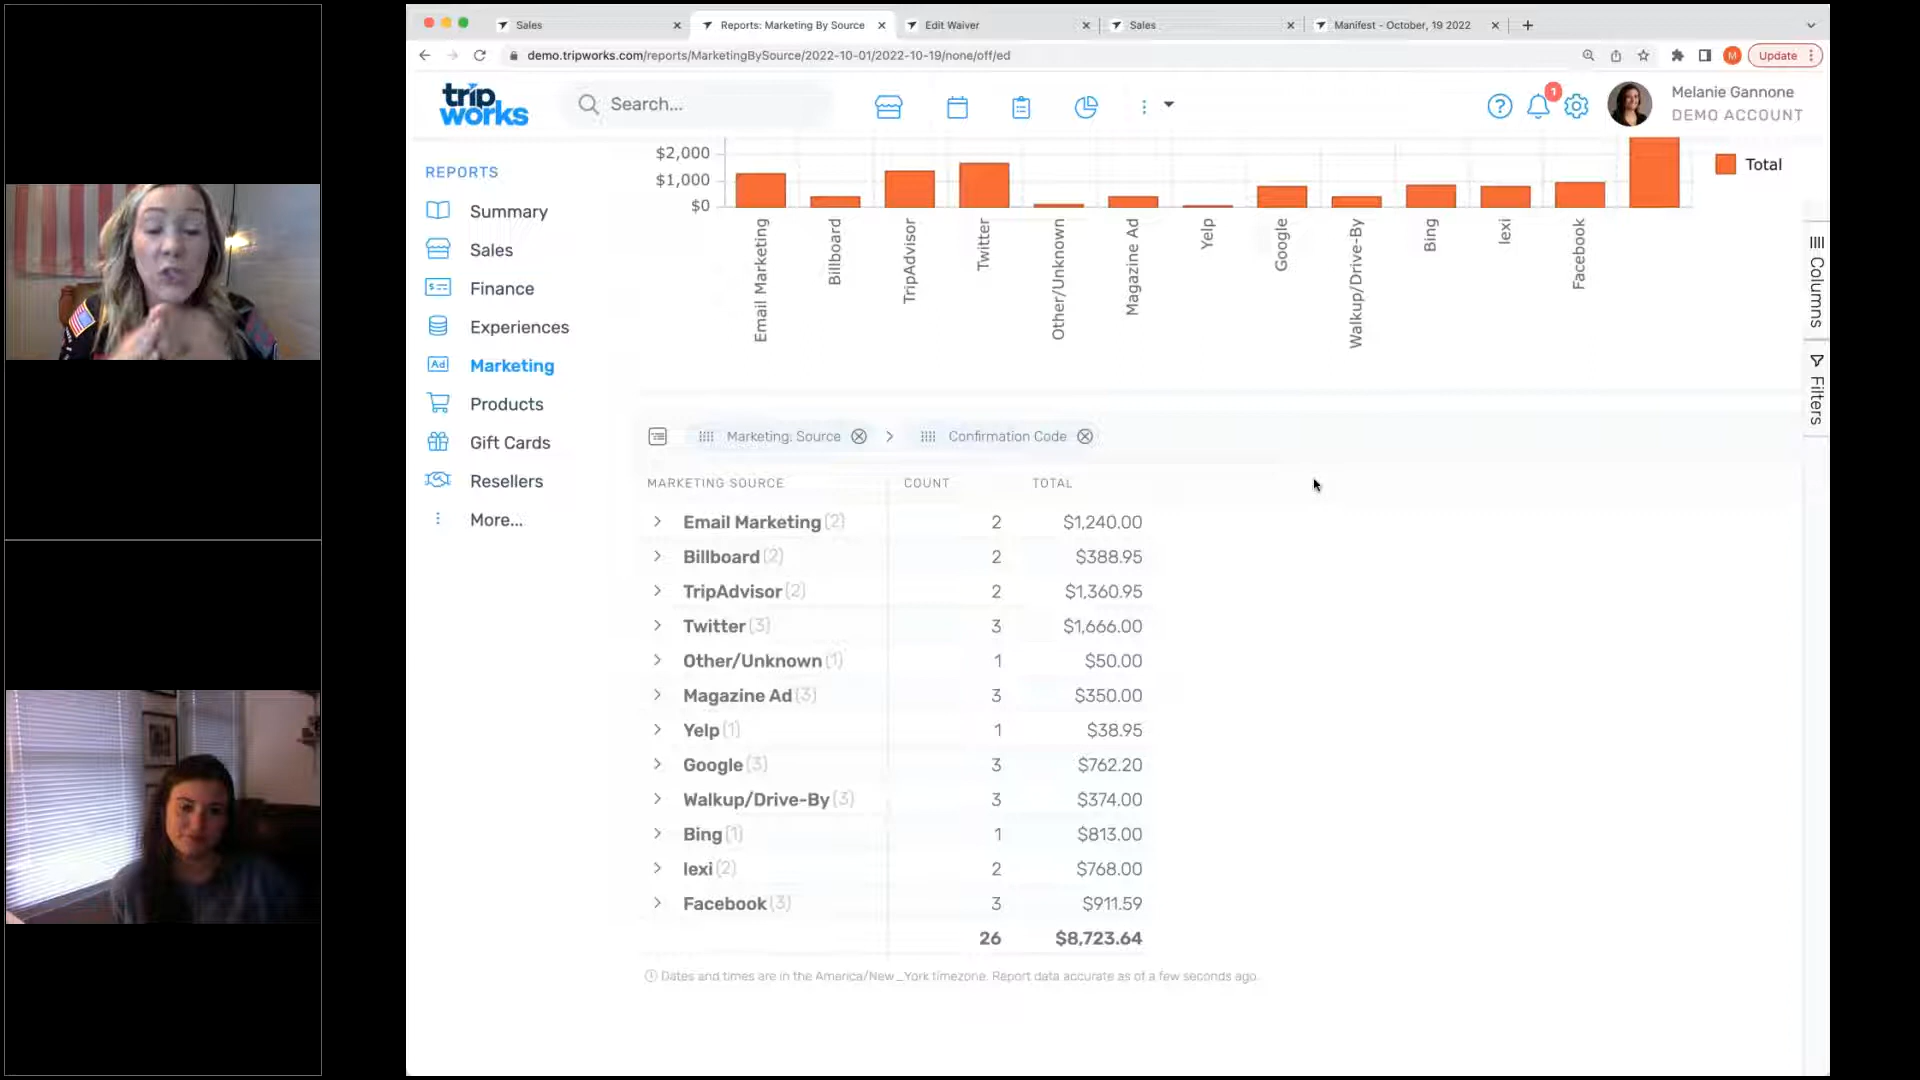 Sales
Reports: Marketing By Source
Edit Waiver
Sales
Manifest - October, 19 2022
demo.tripworks.com/reports/MarketingBySource/2022-10-01/2022-10-19/none/off/ed
M
Update
trip works
Search...
1
Melanie Gannone
DEMO ACCOUNT
REPORTS
Summary
Sales
Finance
Experiences
Ad Marketing
Products
Gift Cards
Resellers
More...
$2,000
$1,000
$0
Email Marketing
Billboard
TripAdvisor
Twitter
Other/Unknown
Magazine Ad
Yelp
Google
Walkup/Drive-By
Bing
lexi
Facebook
Total
Columns
Filters
Marketing: Source > Confirmation Code
MARKETING SOURCE COUNT TOTAL
Email Marketing (2) 2 $1,240.00
Billboard (2) 2 $388.95
TripAdvisor (2) 2 $1,360.95
Twitter (3) 3 $1,666.00
Other/Unknown (1) 1 $50.00
Magazine Ad (3) 3 $350.00
Yelp (1) 1 $38.95
Google (3) 3 $762.20
Walkup/Drive-By (3) 3 $374.00
Bing (1) 1 $813.00
lexi (2) 2 $768.00
Facebook (3) 3 $911.59
26 $8,723.64
Dates and times are in the America/New_York timezone. Report data accurate as of a few seconds ago.